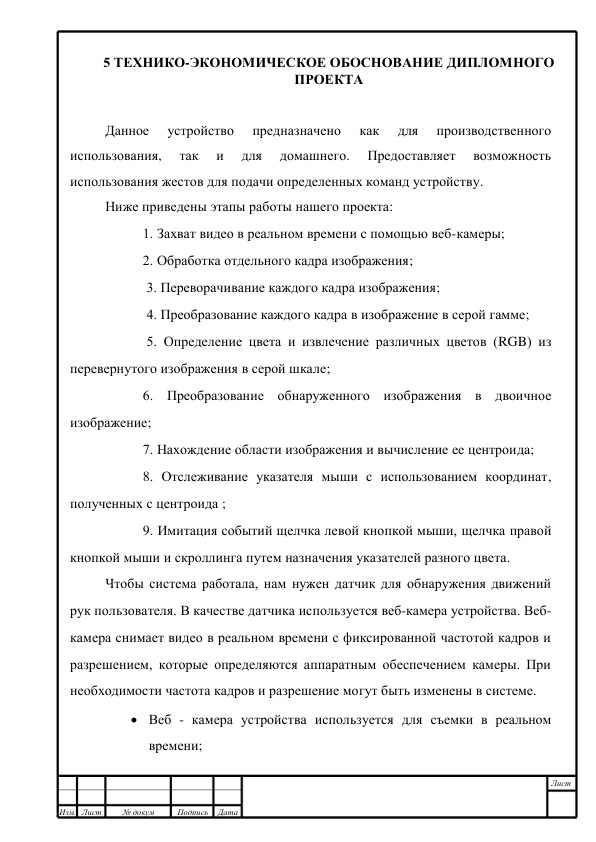 5 ТЕХНИКО-ЭКОНОМИЧЕСКОЕ ОБОСНОВАНИЕ ДИПЛОМНОГО
ПРОЕКТА
Данное устройство предназначено как для производственного
использования, так и для домашнего. Предоставляет возможность
использования жестов для подачи определенных команд устройству.
Ниже приведены этапы работы нашего проекта:
1. Захват видео в реальном времени с помощью веб-камеры;
2. Обработка отдельного кадра изображения;
3. Переворачивание каждого кадра изображения;
4. Преобразование каждого кадра в изображение в серой гамме;
5. Определение цвета и извлечение различных цветов (RGB) из
перевернутого изображения в серой шкале;
6. Преобразование обнаруженного изображения в двоичное
изображение;
7. Нахождение области изображения и вычисление ее центроида;
8. Отслеживание указателя мыши с использованием координат,
полученных с центроида ;
9. Имитация событий щелчка левой кнопкой мыши, щелчка правой
кнопкой мыши и скроллинга путем назначения указателей разного цвета.
Чтобы система работала, нам нужен датчик для обнаружения движений
рук пользователя. В качестве датчика используется веб-камера устройства. Веб-
камера снимает видео в реальном времени с фиксированной частотой кадров и
разрешением, которые определяются аппаратным обеспечением камеры. При
необходимости частота кадров и разрешение могут быть изменены в системе.
• Веб - камера устройства используется для съемки в реальном
времени;
Лист
Изм. Лист № докум Подпись Дата